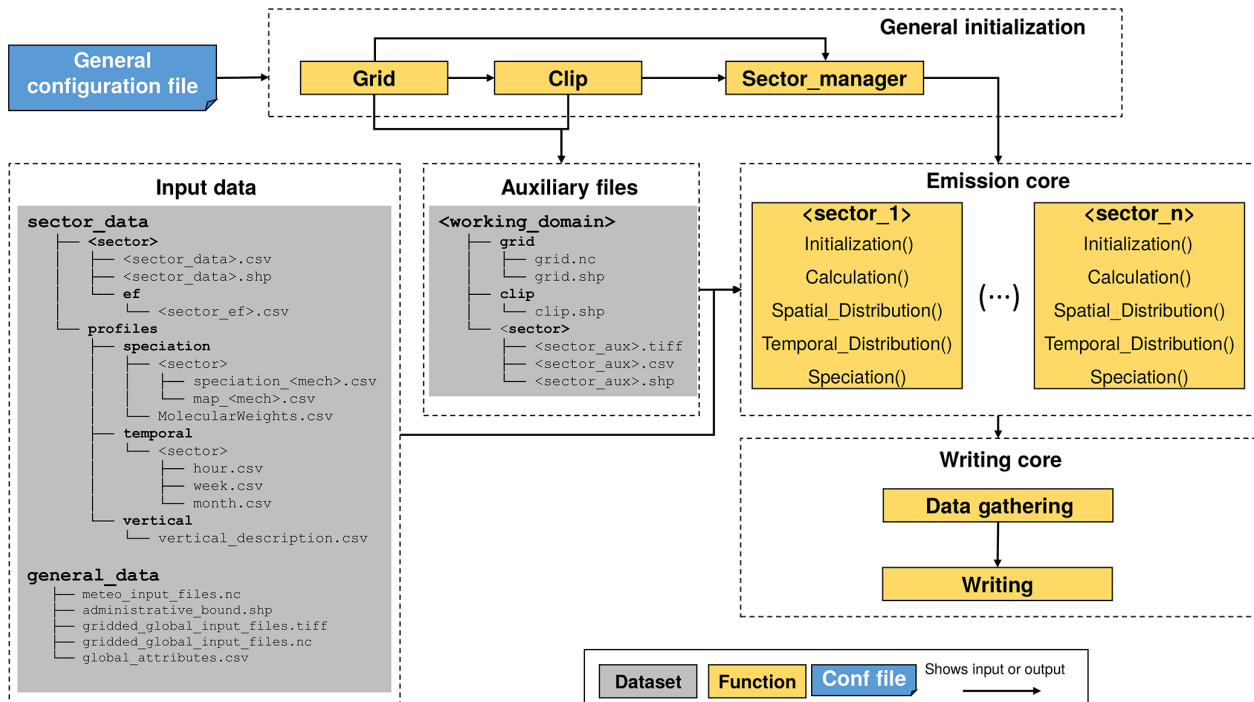 General initialization
General
configuration file
Grid
Clip
Sector_manager
Input data
sector_data
├── <sector>
│   ├── <sector_data>.csv
│   ├── <sector_data>.shp
│   └── ef
│       └── <sector_ef>.csv
└── profiles
    ├── speciation
    │   ├── <sector>
    │   │   ├── speciation_<mech>.csv
    │   │   └── map_<mech>.csv
    │   └── MolecularWeights.csv
    ├── temporal
    │   └── <sector>
    │       ├── hour.csv
    │       ├── week.csv
    │       └── month.csv
    └── vertical
        └── vertical_description.csv
general_data
├── meteo_input_files.nc
├── administrative_bound.shp
├── gridded_global_input_files.tiff
├── gridded_global_input_files.nc
└── global_attributes.csv
Auxiliary files
<working_domain>
├── grid
│   ├── grid.nc
│   └── grid.shp
├── clip
│   └── clip.shp
└── <sector>
    ├── <sector_aux>.tiff
    ├── <sector_aux>.csv
    └── <sector_aux>.shp
Emission core
<sector_1>
Initialization()
Calculation()
Spatial_Distribution()
Temporal_Distribution()
Speciation()
(...)
<sector_n>
Initialization()
Calculation()
Spatial_Distribution()
Temporal_Distribution()
Speciation()
Writing core
Data gathering
Writing
Dataset
Function
Conf file
Shows input or output